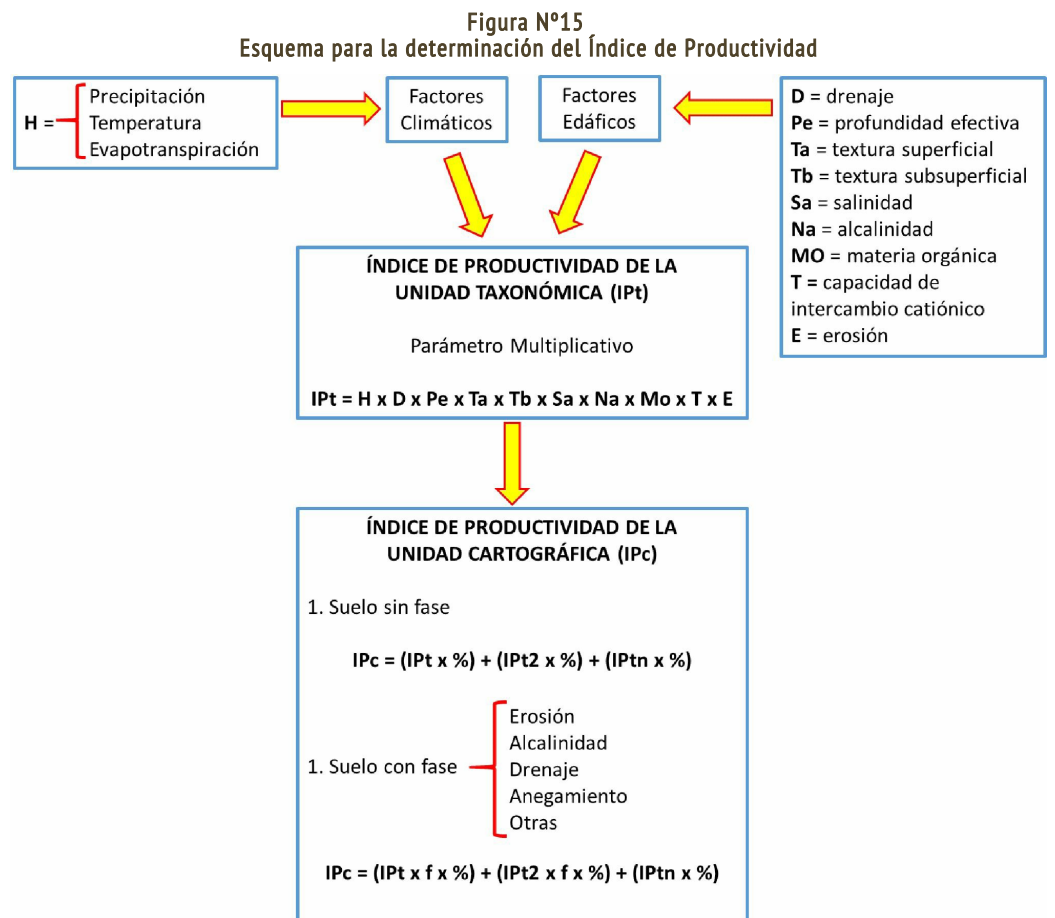 Figura Nº15
Esquema para la determinación del Índice de Productividad
H =
Precipitación
Temperatura
Evapotranspiración
Factores
Climáticos
Factores
Edáficos
D = drenaje
Pe = profundidad efectiva
Ta = textura superficial
Tb = textura subsuperficial
Sa = salinidad
Na = alcalinidad
MO = materia orgánica
T = capacidad de
intercambio catiónico
E = erosión
ÍNDICE DE PRODUCTIVIDAD DE LA
UNIDAD TAXONÓMICA (IPt)
Parámetro Multiplicativo
IPt = H x D x Pe x Ta x Tb x Sa x Na x Mo x T x E
ÍNDICE DE PRODUCTIVIDAD DE LA
UNIDAD CARTOGRÁFICA (IPc)
1. Suelo sin fase
IPc = (IPt x %) + (IPt2 x %) + (IPtn x %)
1. Suelo con fase
Erosión
Alcalinidad
Drenaje
Anegamiento
Otras
IPc = (IPt x f x %) + (IPt2 x f x %) + (IPtn x %)